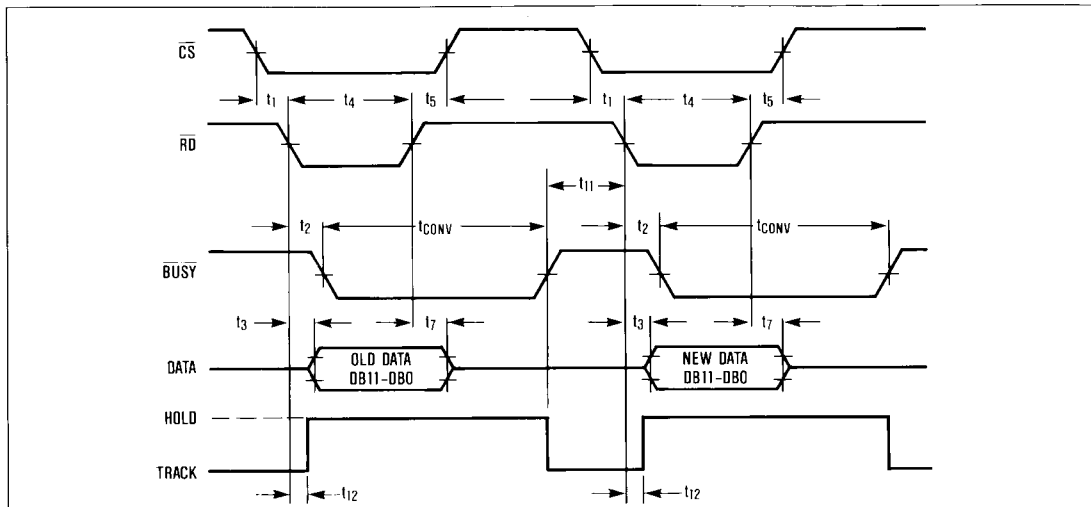 CS
t1 t4 t5 t1 t4 t5
RD
t11
t2 tCONV t2 tCONV
BUSY
t3 t7 t3 t7
DATA OLD DATA DB11-DB0 NEW DATA DB11-DB0
HOLD
TRACK
t12 t12